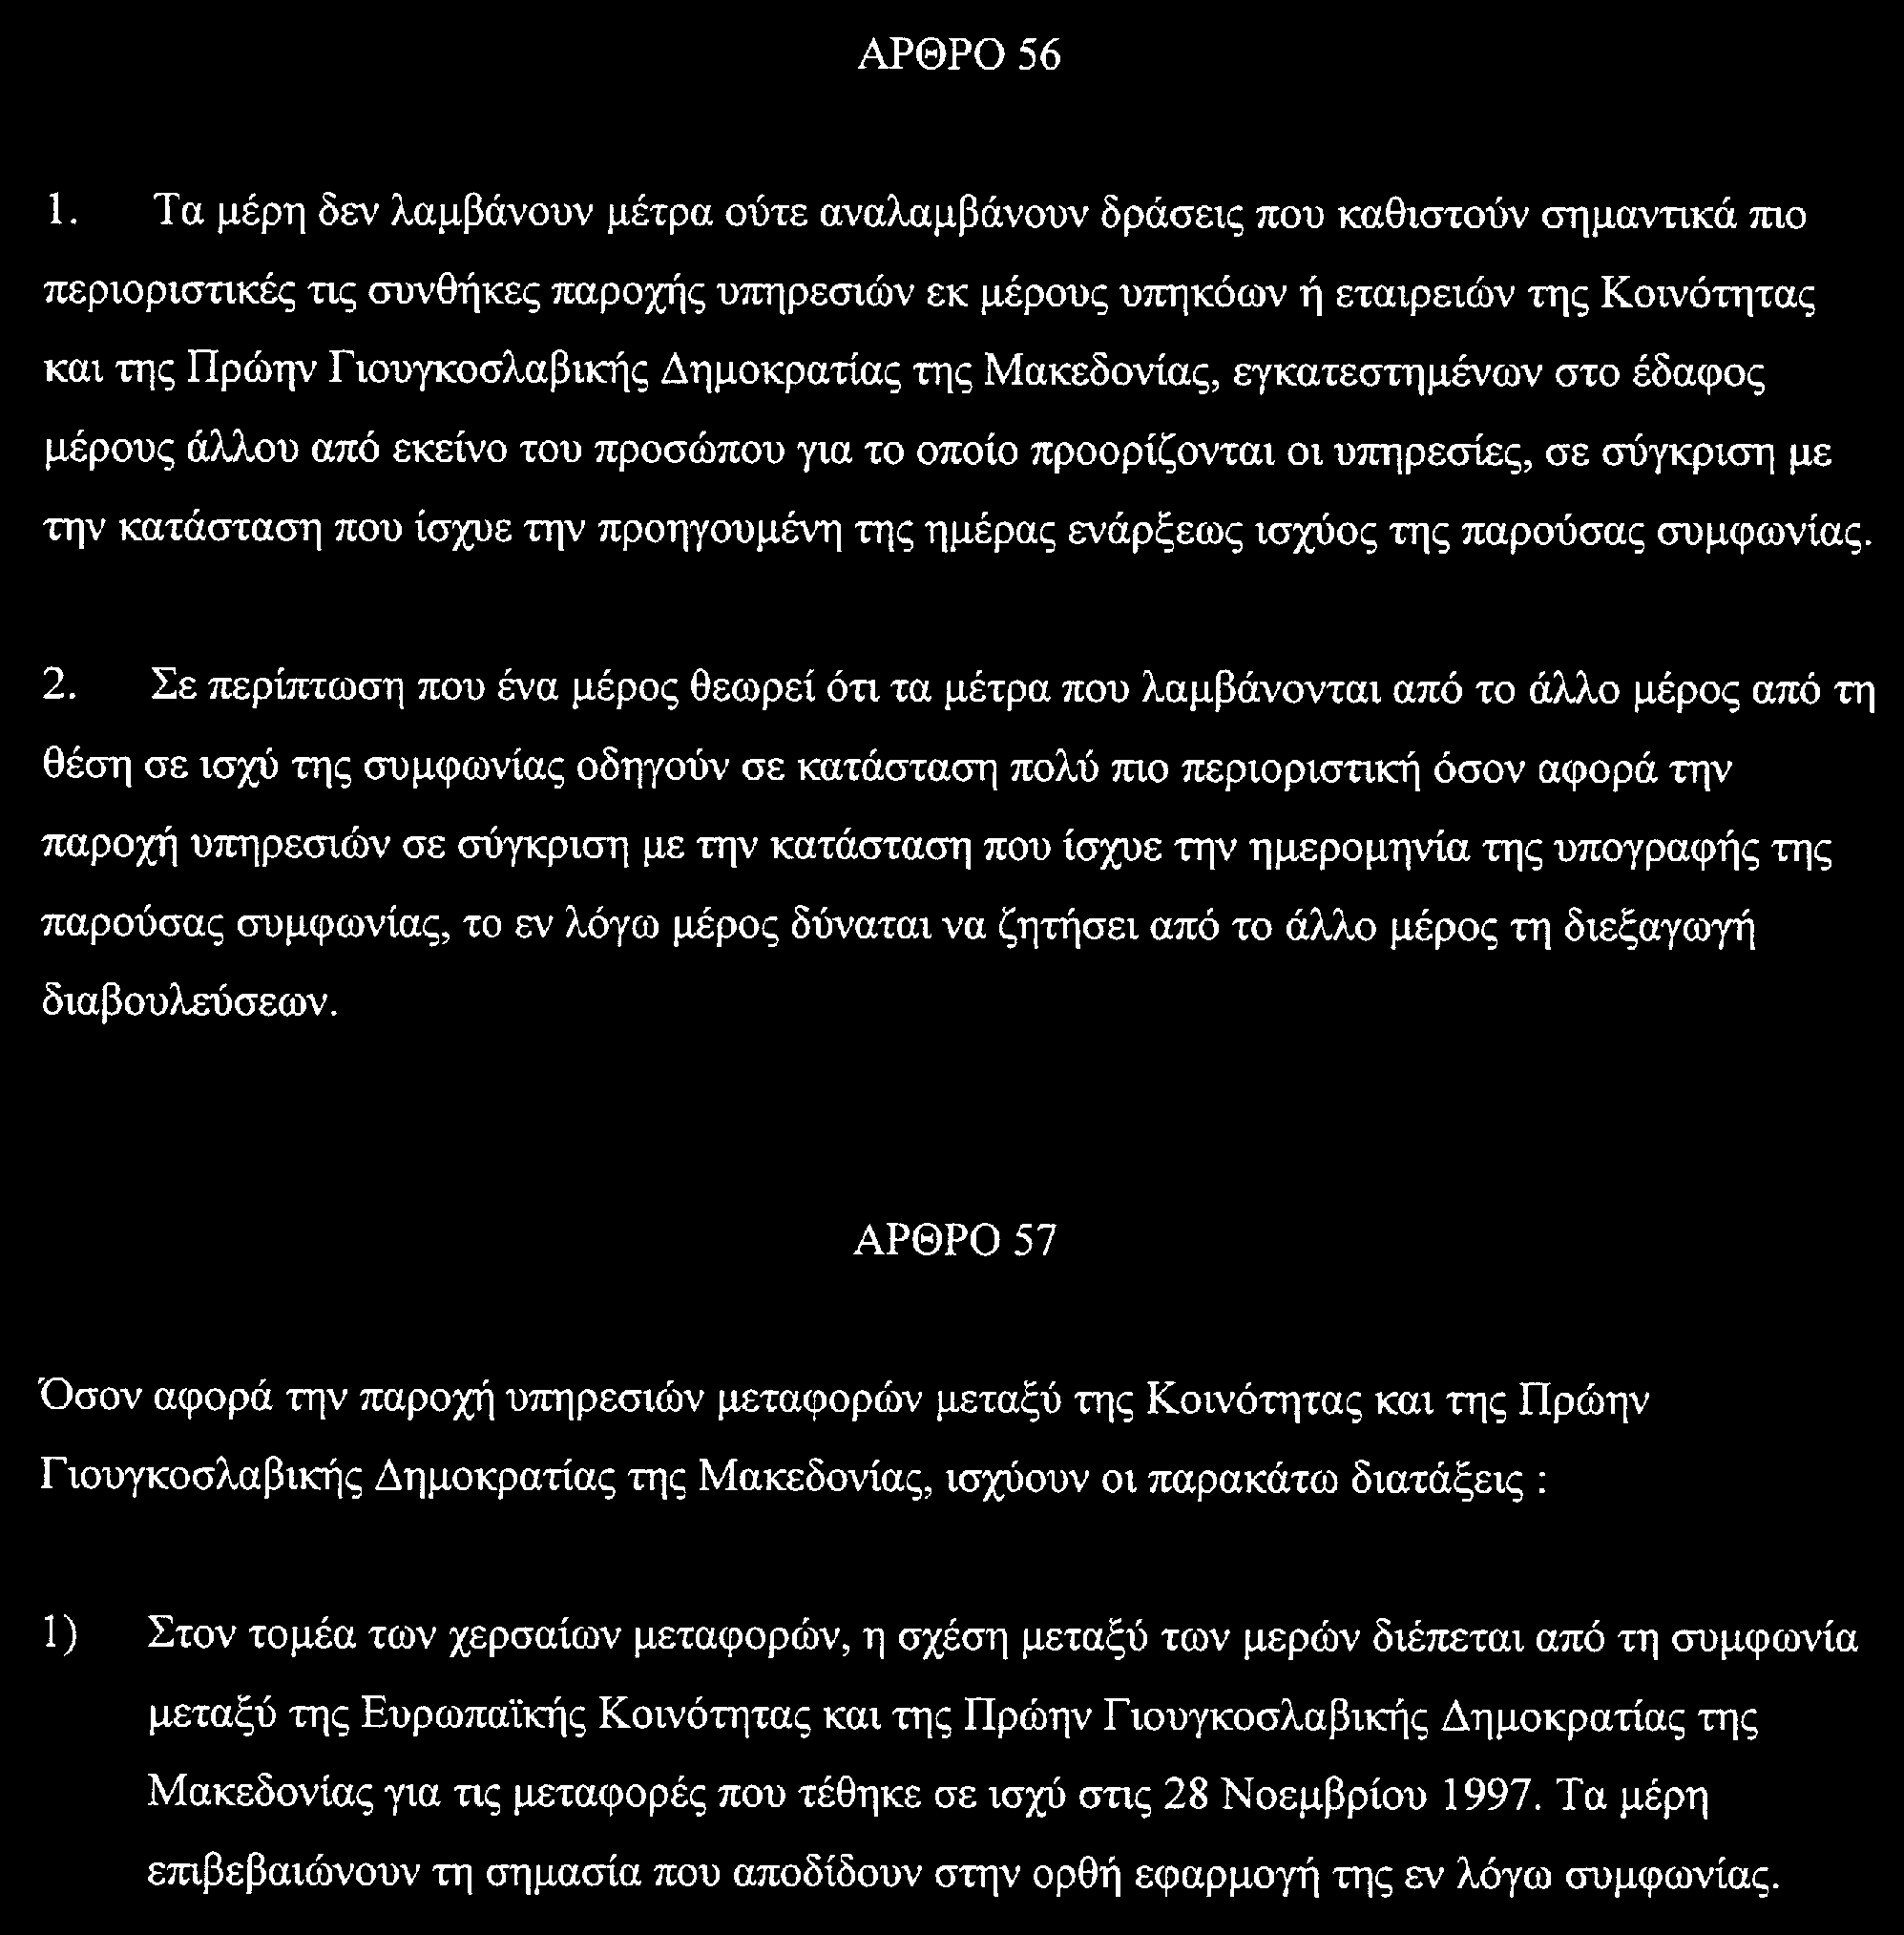 ΑΡΘΡΟ 56
1. Τα μέρη δεν λαμβάνουν μέτρα ούτε αναλαμβάνουν δράσεις που καθιστούν σημαντικά πιο
περιοριστικές τις συνθήκες παροχής υπηρεσιών εκ μέρους υπηκόων ή εταιρειών της Κοινότητας
και της Πρώην Γιουγκοσλαβικής Δημοκρατίας της Μακεδονίας, εγκατεστημένων στο έδαφος
μέρους άλλου από εκείνο του προσώπου για το οποίο προορίζονται οι υπηρεσίες, σε σύγκριση με
την κατάσταση που ίσχυε την προηγουμένη της ημέρας ενάρξεως ισχύος της παρούσας συμφωνίας.
2. Σε περίπτωση που ένα μέρος θεωρεί ότι τα μέτρα που λαμβάνονται από το άλλο μέρος από τη
θέση σε ισχύ της συμφωνίας οδηγούν σε κατάσταση πολύ πιο περιοριστική όσον αφορά την
παροχή υπηρεσιών σε σύγκριση με την κατάσταση που ίσχυε την ημερομηνία της υπογραφής της
παρούσας συμφωνίας, το εν λόγω μέρος δύναται να ζητήσει από το άλλο μέρος τη διεξαγωγή
διαβουλεύσεων.
ΑΡΘΡΟ 57
Όσον αφορά την παροχή υπηρεσιών μεταφορών μεταξύ της Κοινότητας και της Πρώην
Γιουγκοσλαβικής Δημοκρατίας της Μακεδονίας, ισχύουν οι παρακάτω διατάξεις :
1) Στον τομέα των χερσαίων μεταφορών, η σχέση μεταξύ των μερών διέπεται από τη συμφωνία
μεταξύ της Ευρωπαϊκής Κοινότητας και της Πρώην Γιουγκοσλαβικής Δημοκρατίας της
Μακεδονίας για τις μεταφορές που τέθηκε σε ισχύ στις 28 Νοεμβρίου 1997. Τα μέρη
επιβεβαιώνουν τη σημασία που αποδίδουν στην ορθή εφαρμογή της εν λόγω συμφωνίας.